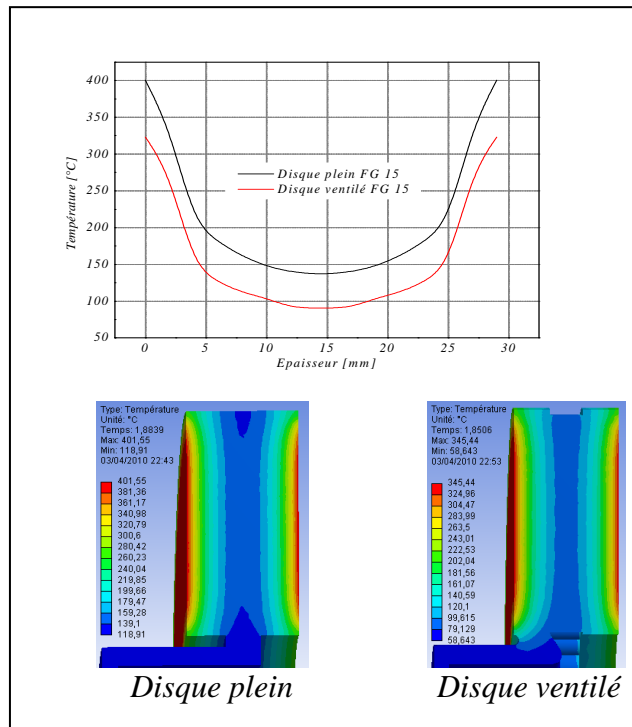 400
350
300
250
200
150
100
50
Température [°C]
Disque plein FG 15
Disque ventilé FG 15
0 5 10 15 20 25 30
Epaisseur [mm]
Type: Température
Unité: °C
Temps: 1,8839
Max: 401,55
Min: 118,91
03/04/2010 22:43
401,55
381,36
361,17
340,98
320,79
300,6
280,42
260,23
240,04
219,85
199,66
179,47
159,28
139,1
118,91
Disque plein
Type: Température
Unité: °C
Temps: 1,8506
Max: 345,44
Min: 58,643
03/04/2010 22:53
345,44
324,96
304,47
283,99
263,5
243,01
222,53
202,04
181,56
161,07
140,59
120,1
99,615
79,129
58,643
Disque ventilé